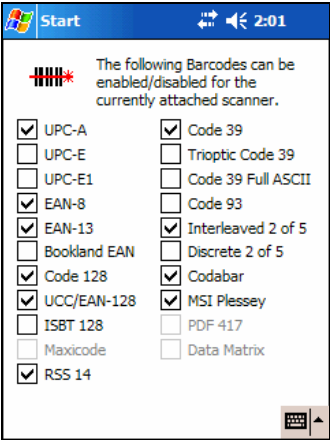 Start 2:01
The following Barcodes can be
enabled/disabled for the
currently attached scanner.
UPC-A Code 39
UPC-E Trioptic Code 39
UPC-E1 Code 39 Full ASCII
EAN-8 Code 93
EAN-13 Interleaved 2 of 5
Bookland EAN Discrete 2 of 5
Code 128 Codabar
UCC/EAN-128 MSI Plessey
ISBT 128 PDF 417
Maxicode Data Matrix
RSS 14